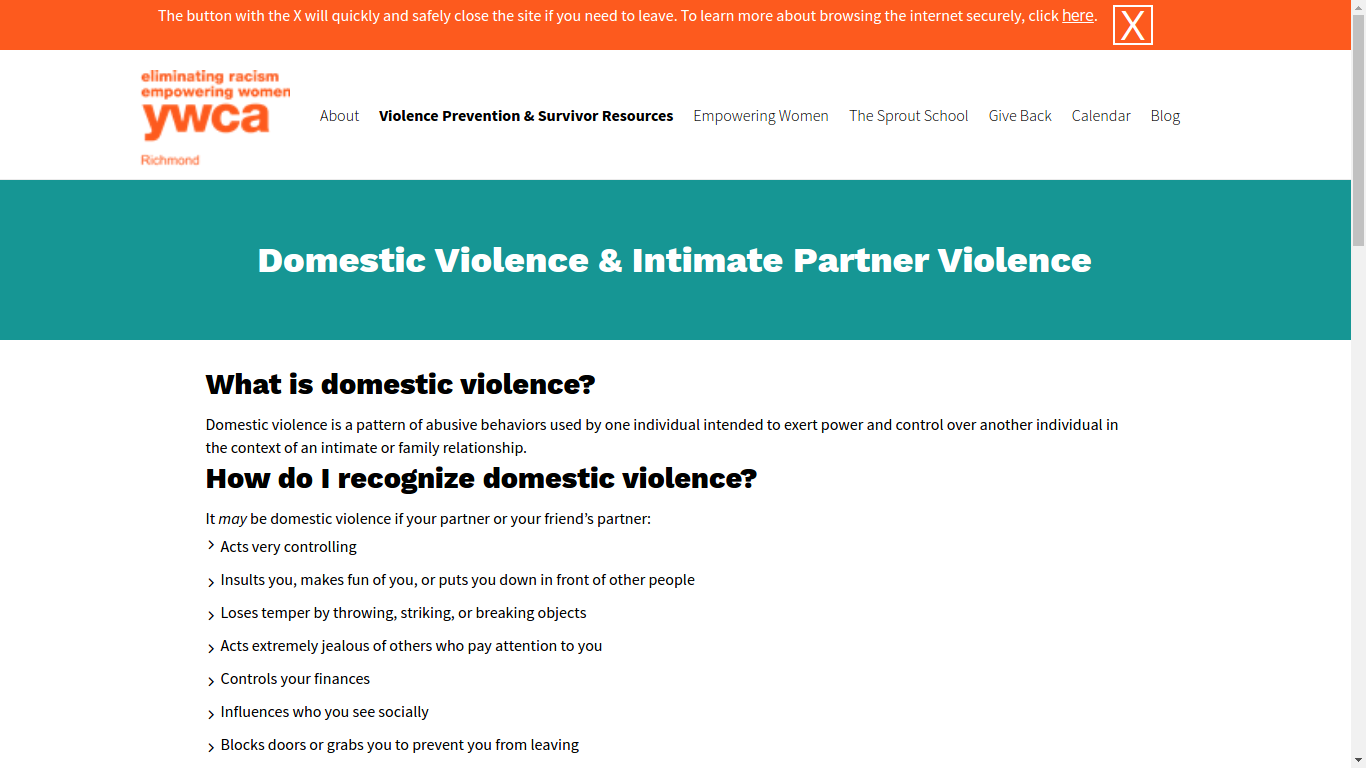 The button with the X will quickly and safely close the site if you need to leave. To learn more about browsing the internet securely, click here.
X
eliminating racism
empowering women
ywca
Richmond
About
Violence Prevention & Survivor Resources
Empowering Women
The Sprout School
Give Back
Calendar
Blog
Domestic Violence & Intimate Partner Violence
What is domestic violence?
Domestic violence is a pattern of abusive behaviors used by one individual intended to exert power and control over another individual in
the context of an intimate or family relationship.
How do I recognize domestic violence?
It may be domestic violence if your partner or your friend’s partner:
Acts very controlling
Insults you, makes fun of you, or puts you down in front of other people
Loses temper by throwing, striking, or breaking objects
Acts extremely jealous of others who pay attention to you
Controls your finances
Influences who you see socially
Blocks doors or grabs you to prevent you from leaving